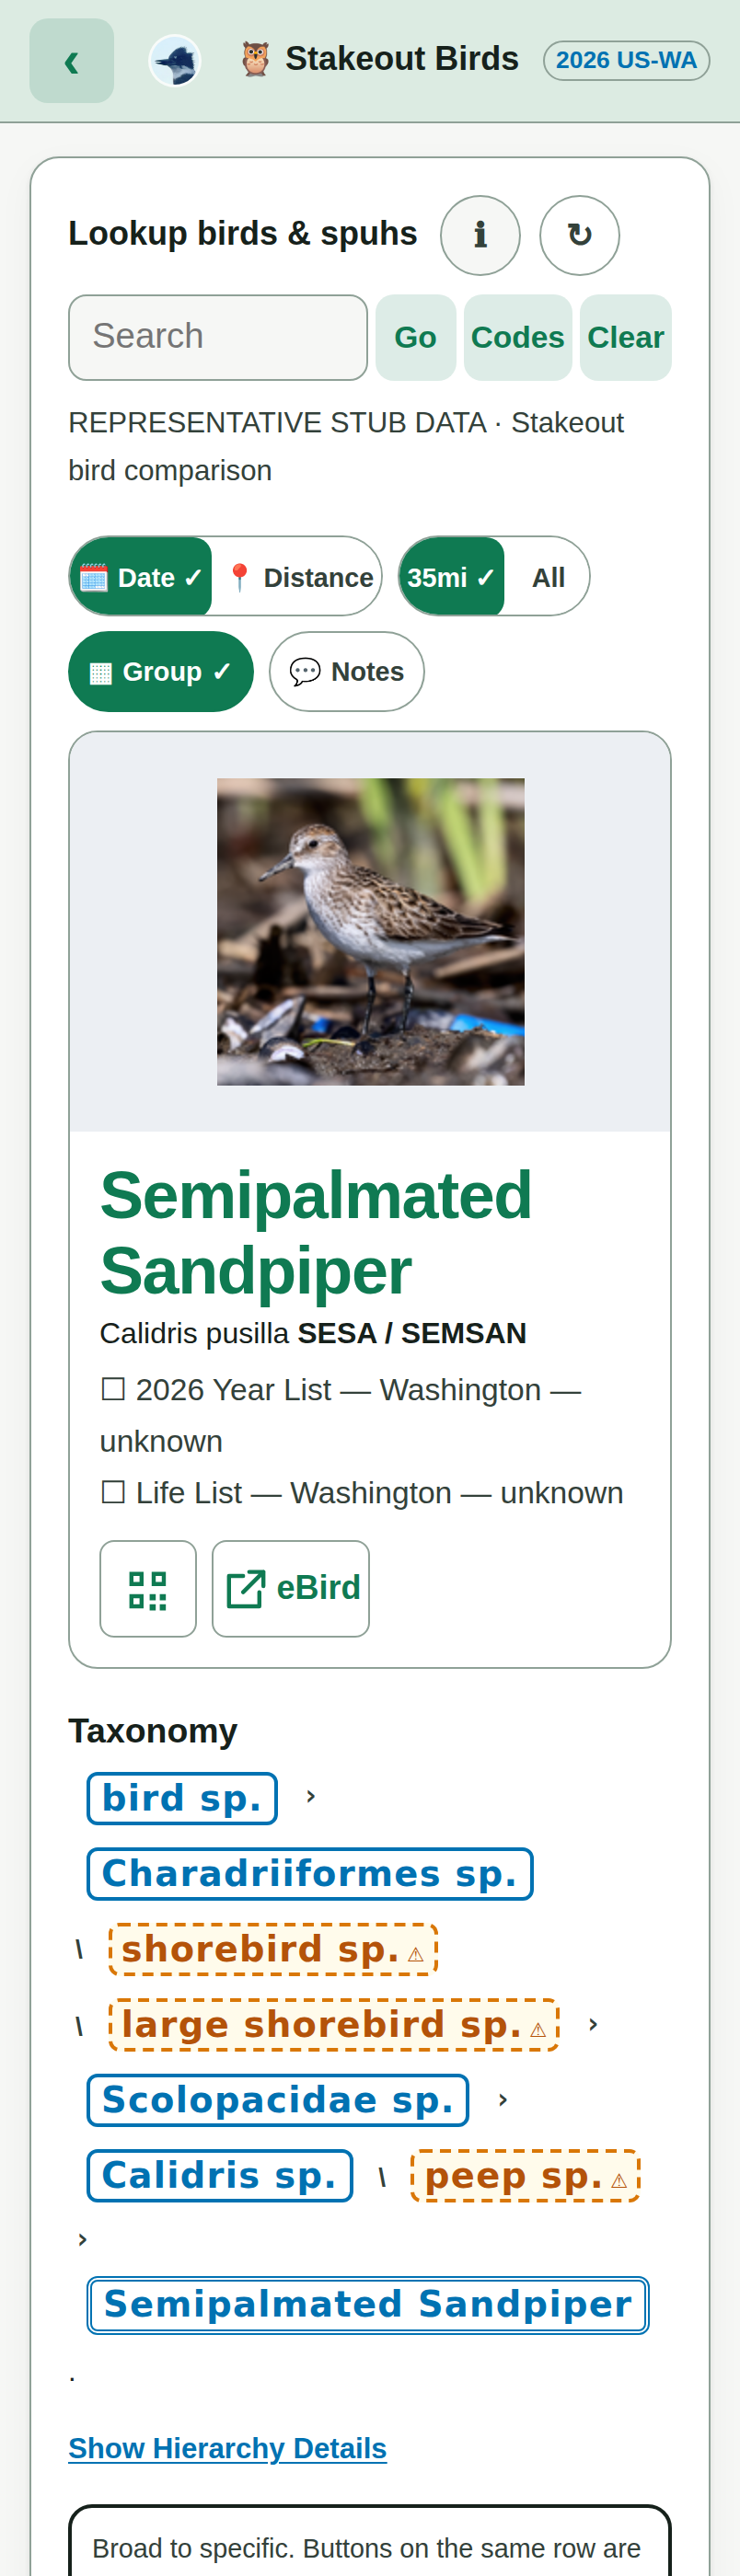 ‹ 🦉 Stakeout Birds 2026 US-WA
Lookup birds & spuhs ℹ ↻
Search Go Codes Clear
REPRESENTATIVE STUB DATA · Stakeout
bird comparison
🗓️ Date ✓ 📍 Distance 35mi ✓ All
▦ Group ✓ 💬 Notes
Semipalmated
Sandpiper
Calidris pusilla SESA / SEMSAN
☐ 2026 Year List — Washington —
unknown
☐ Life List — Washington — unknown
eBird
Taxonomy
bird sp. ›
Charadriiformes sp.
\ shorebird sp. ⚠
\ large shorebird sp. ⚠ ›
Scolopacidae sp. ›
Calidris sp. \ peep sp. ⚠
›
Semipalmated Sandpiper
.
Show Hierarchy Details
Broad to specific. Buttons on the same row are